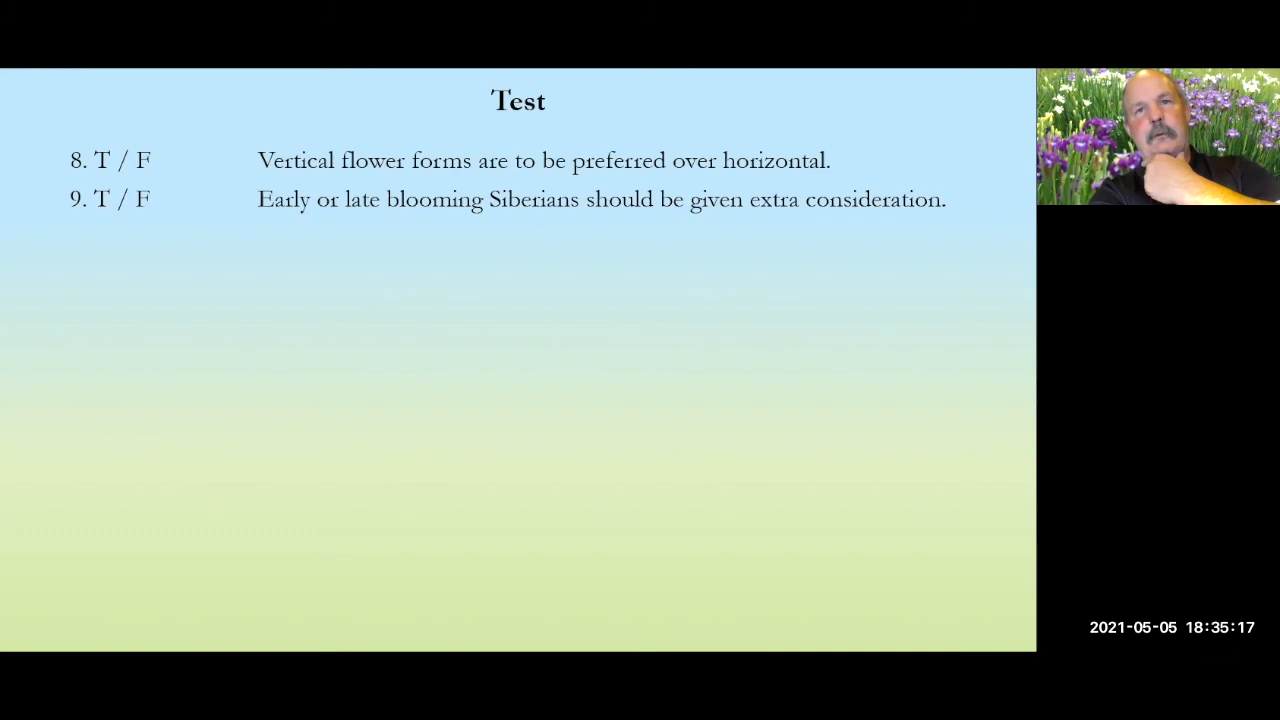 Test
8. T / F Vertical flower forms are to be preferred over horizontal.
9. T / F Early or late blooming Siberians should be given extra consideration.
2021-05-05 18:35:17